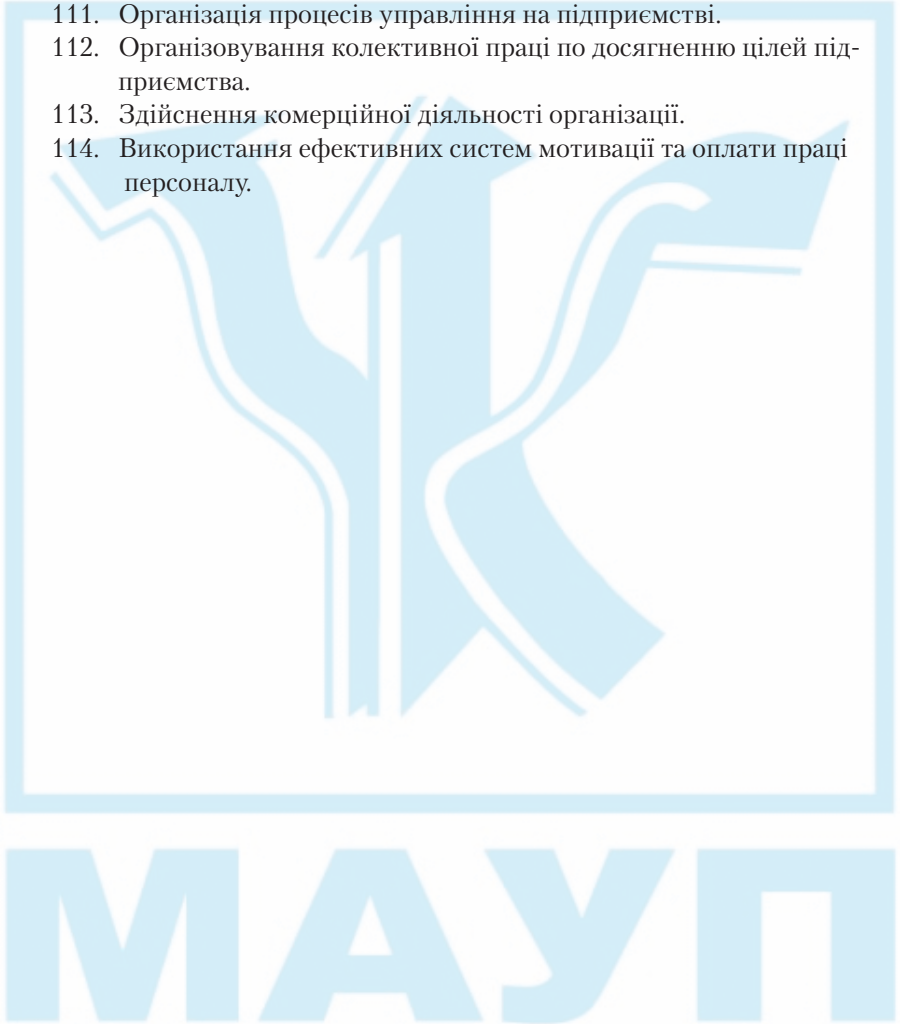 111. Організація процесів управління на підприємстві.
112. Організовування колективної праці по досягненню цілей під-
приємства.
113. Здійснення комерційної діяльності організації.
114. Використання ефективних систем мотивації та оплати праці
персоналу.
МАУП